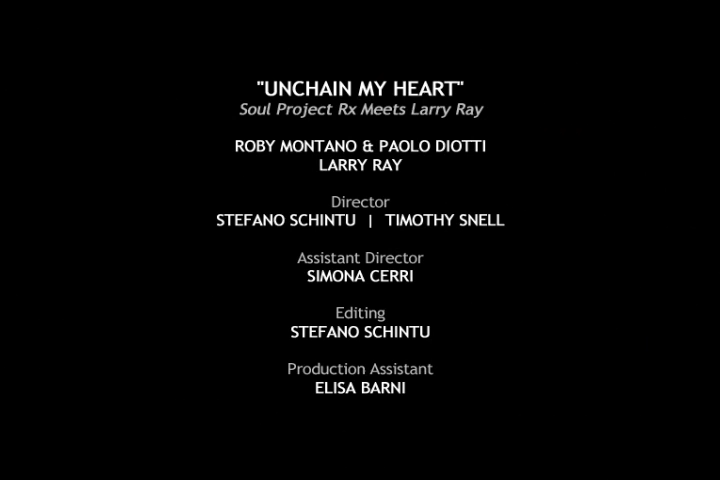 "UNCHAIN MY HEART"
Soul Project Rx Meets Larry Ray
ROBY MONTANO & PAOLO DIOTTI
LARRY RAY
Director
STEFANO SCHINTU | TIMOTHY SNELL
Assistant Director
SIMONA CERRI
Editing
STEFANO SCHINTU
Production Assistant
ELISA BARNI